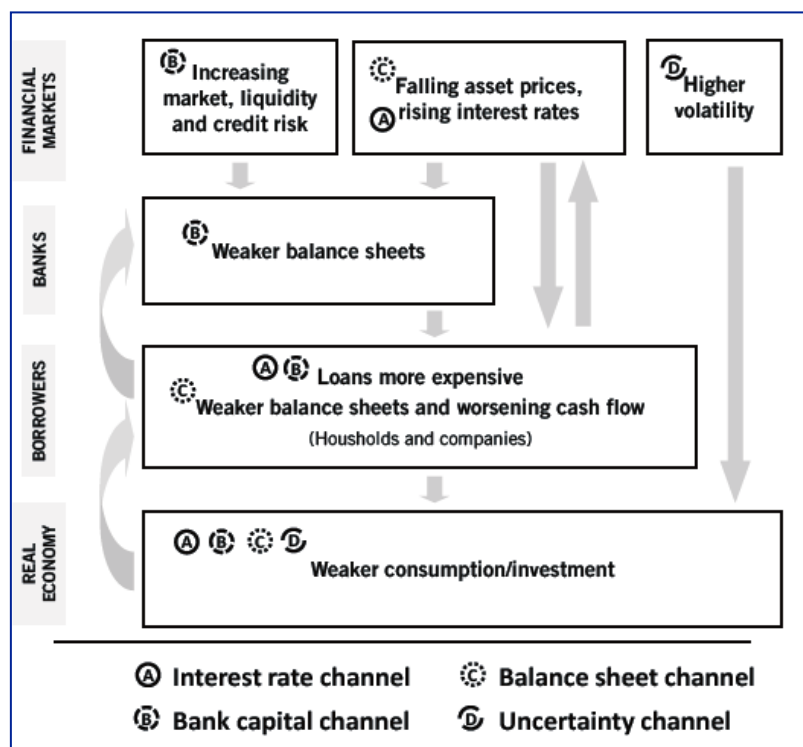 FINANCIAL
MARKETS
B Increasing
market, liquidity
and credit risk
C Falling asset prices,
A rising interest rates
D Higher
volatility
BANKS
B Weaker balance sheets
BORROWERS
A B Loans more expensive
C Weaker balance sheets and worsening cash flow
(Housholds and companies)
REAL
ECONOMY
A B C D
Weaker consumption/investment
A Interest rate channel
C Balance sheet channel
B Bank capital channel
D Uncertainty channel